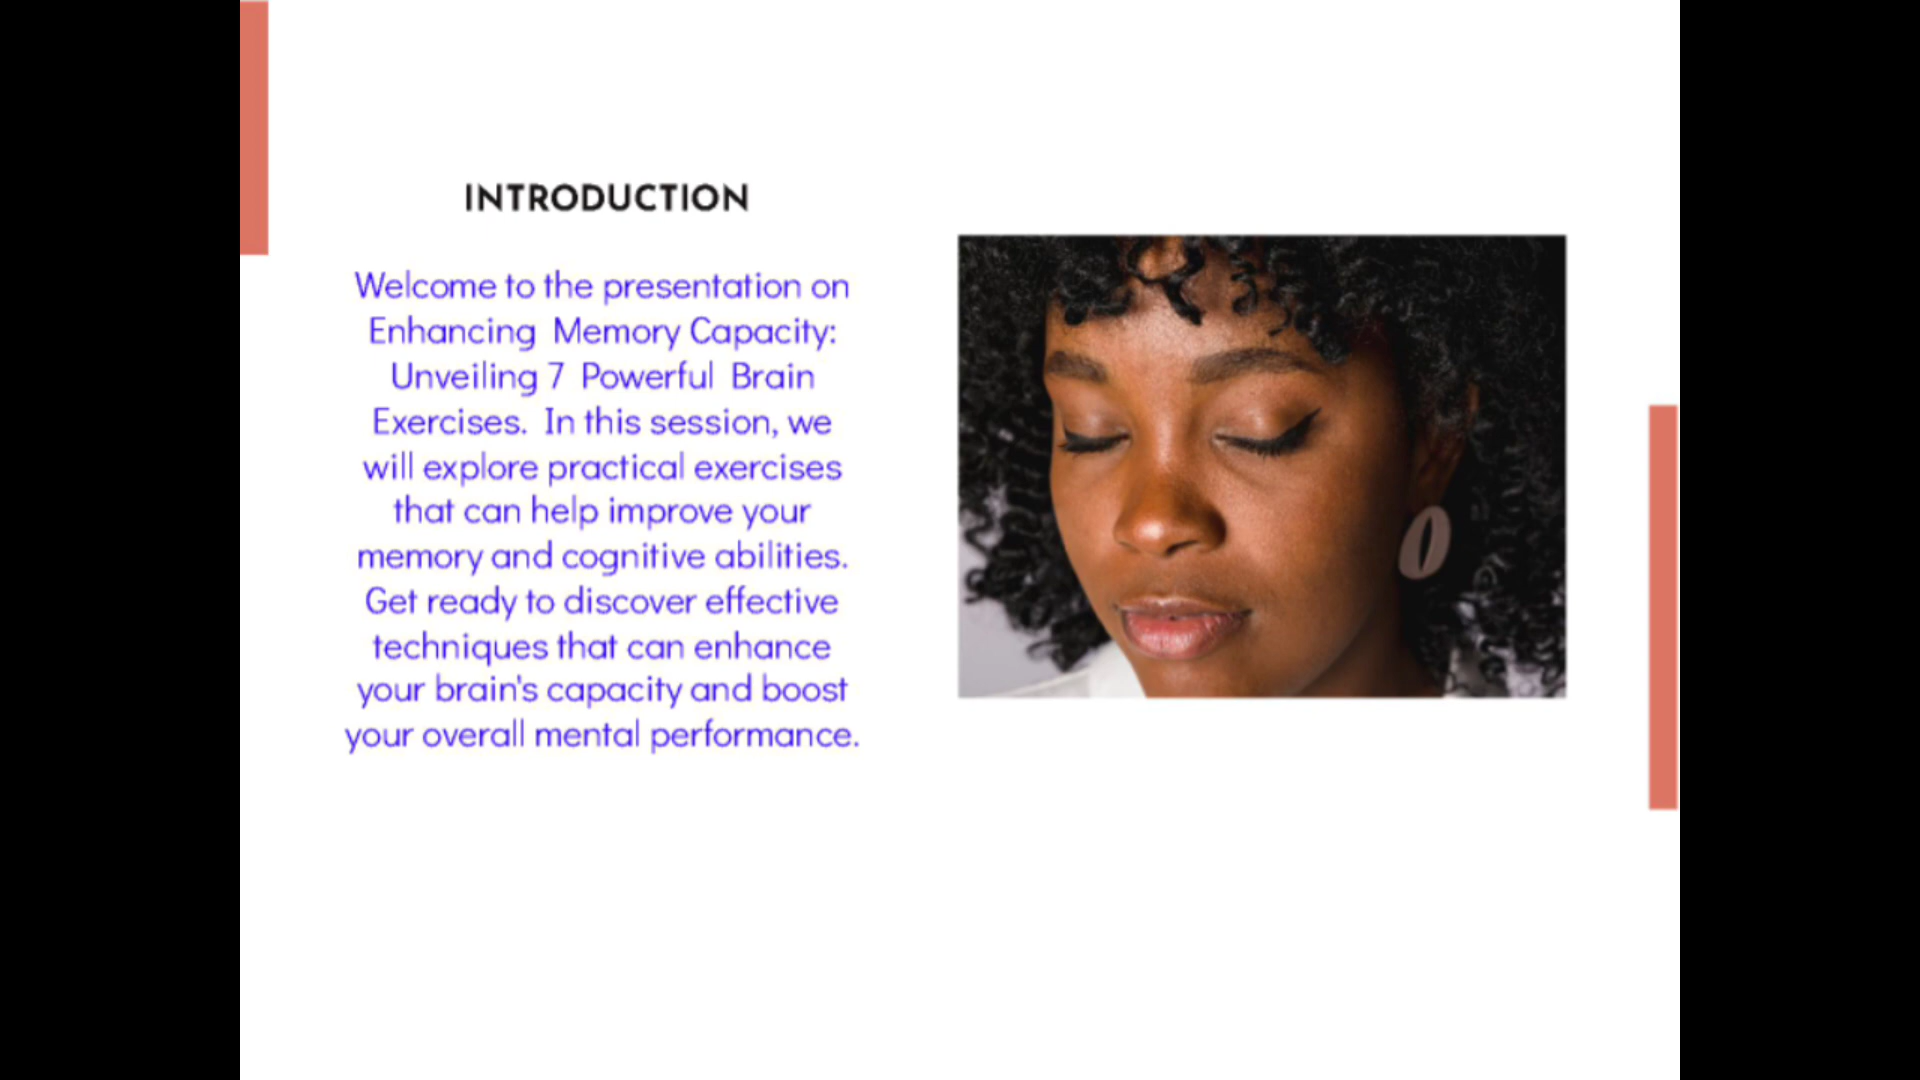 INTRODUCTION
Welcome to the presentation on
Enhancing Memory Capacity:
Unveiling 7 Powerful Brain
Exercises. In this session, we
will explore practical exercises
that can help improve your
memory and cognitive abilities.
Get ready to discover effective
techniques that can enhance
your brain's capacity and boost
your overall mental performance.